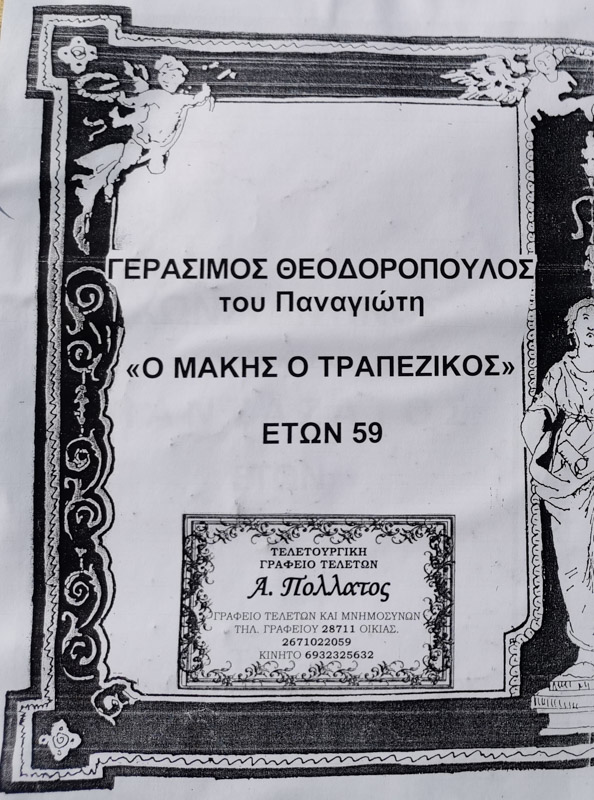 ΓΕΡΑΣΙΜΟΣ ΘΕΟΔΟΡΟΠΟΥΛΟΣ
του Παναγιώτη
«Ο ΜΑΚΗΣ Ο ΤΡΑΠΕΖΙΚΟΣ»
ΕΤΩΝ 59
ΤΕΛΕΤΟΥΡΓΙΚΗ
ΓΡΑΦΕΙΟ ΤΕΛΕΤΩΝ
Α. Πολλατος
ΓΡΑΦΕΙΟ ΤΕΛΕΤΩΝ ΚΑΙ ΜΝΗΜΟΣΥΝΩΝ
ΤΗΛ. ΓΡΑΦΕΙΟΥ 28711 ΟΙΚΙΑΣ.
2671022059
ΚΙΝΗΤΟ 6932325632